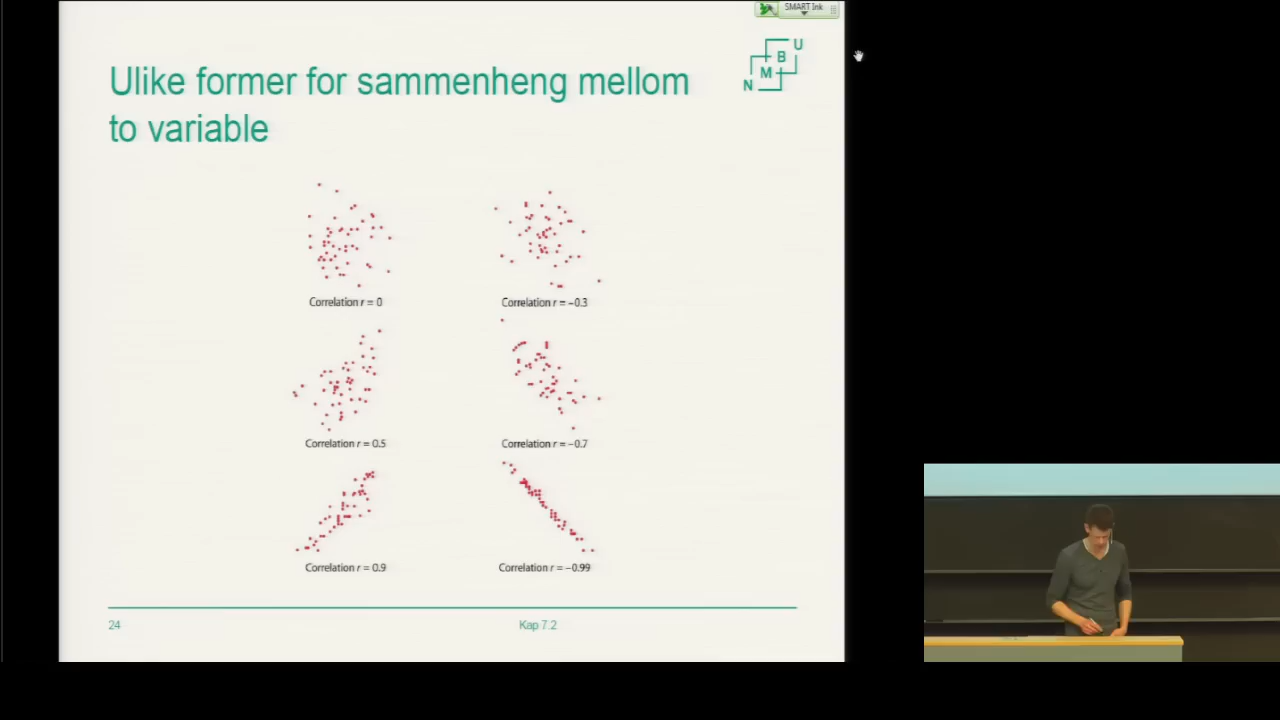 SMART Ink
Ulike former for sammenheng mellom
to variable
N M B U
Correlation r = 0
Correlation r = −0.3
Correlation r = 0.5
Correlation r = −0.7
Correlation r = 0.9
Correlation r = −0.99
24
Kap 7.2